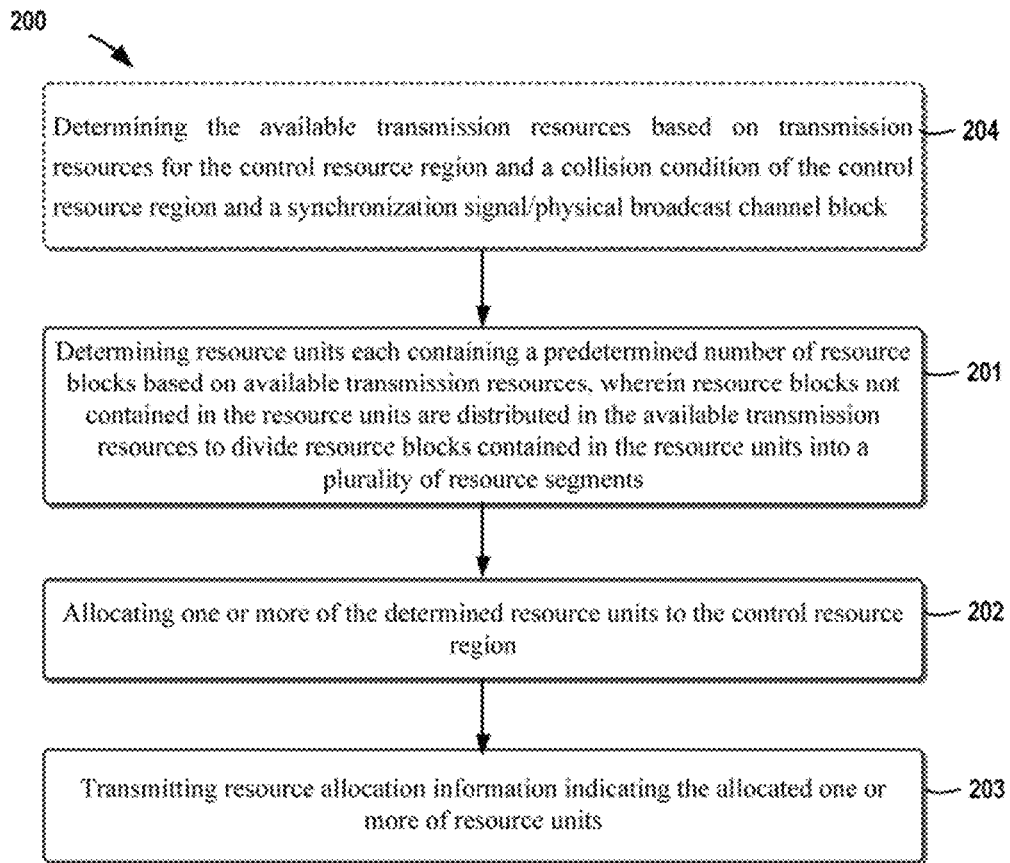 200
Determining the available transmission resources based on transmission
resources for the control resource region and a collision condition of the control
resource region and a synchronization signal/physical broadcast channel block
204
Determining resource units each containing a predetermined number of resource
blocks based on available transmission resources, wherein resource blocks not
contained in the resource units are distributed in the available transmission
resources to divide resource blocks contained in the resource units into a
plurality of resource segments
201
Allocating one or more of the determined resource units to the control resource
region
202
Transmitting resource allocation information indicating the allocated one or
more of resource units
203